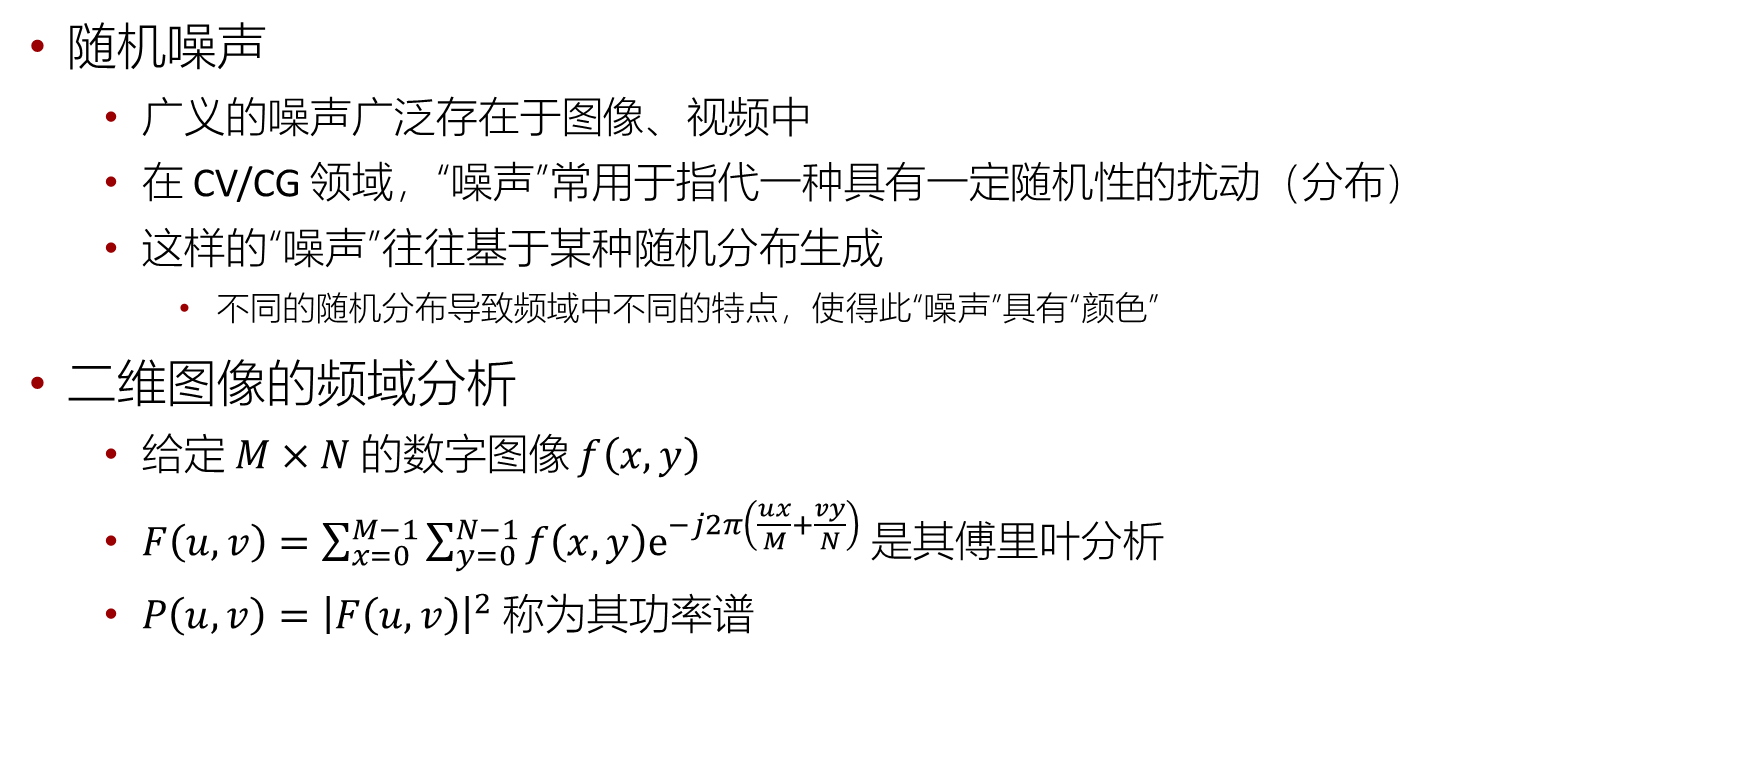 • 随机噪声
• 广义的噪声广泛存在于图像、视频中
• 在 CV/CG 领域，“噪声”常用于指代一种具有一定随机性的扰动（分布）
• 这样的“噪声”往往基于某种随机分布生成
• 不同的随机分布导致频域中不同的特点，使得此“噪声”具有“颜色”
• 二维图像的频域分析
• 给定 M × N 的数字图像 f(x, y)
• F(u, v) = ∑_{x=0}^{M−1} ∑_{y=0}^{N−1} f(x, y)e^{−j2π(ux/M+vy/N)} 是其傅里叶分析
• P(u, v) = |F(u, v)|² 称为其功率谱